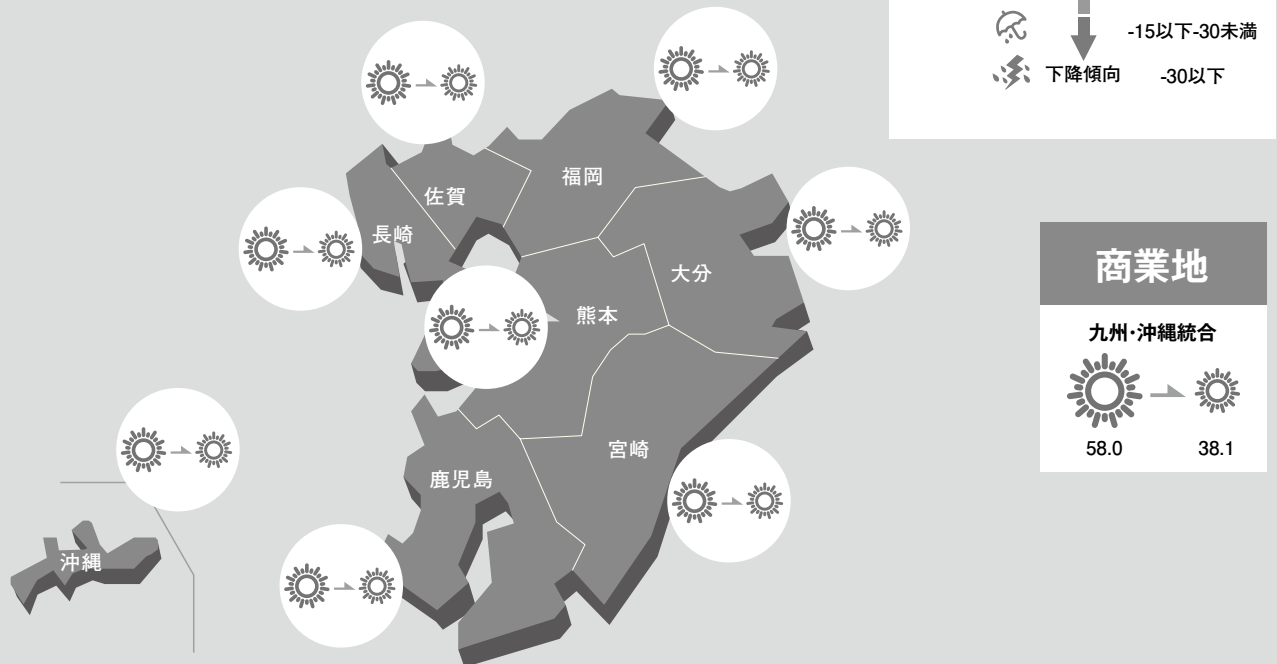 -15以下-30未満
下降傾向 -30以下
福岡
佐賀
長崎
大分
熊本
商業地
九州・沖縄統合
58.0 38.1
宮崎
鹿児島
沖縄